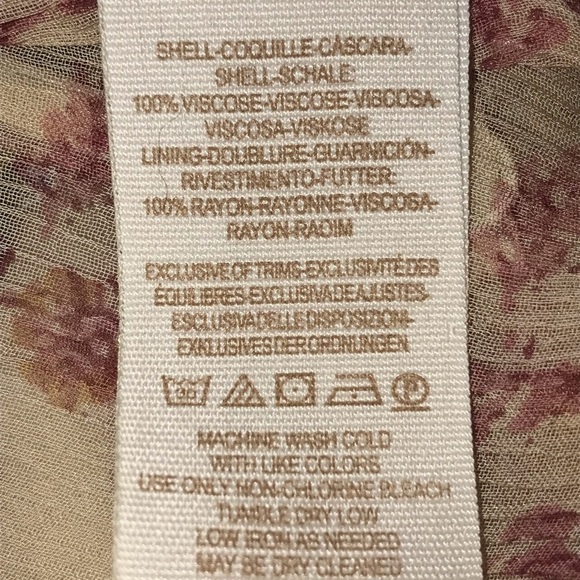 SHELL-COQUILLE-CÁSCARA-
SHELL-SCHALE:
100% VISCOSE-VISCOSE-VISCOSA-
VISCOSA-VISKOSE
LINING-DOUBLURE-GUARNICIÓN-
RIVESTIMENTO-FUTTER.
100% RAYON-RAYONNE-VISCOSA-
RAYON-RADIM
EXCLUSIVE OF TRIMS-EXCLUSIVITÉ DES
ÉQUILIBRES-EXCLUSIVA DE AJUSTES-
ESCLUSIVA DELLE DISPOSIZIONI-
EXKLUSIVES DER ORDNUNGEN
30 P
MACHINE WASH COLD
WITH LIKE COLORS
USE ONLY NON-CHLORINE BLEACH
TUMBLE DRY LOW
LOW IRON AS NEEDED
MAY BE DRY CLEANED